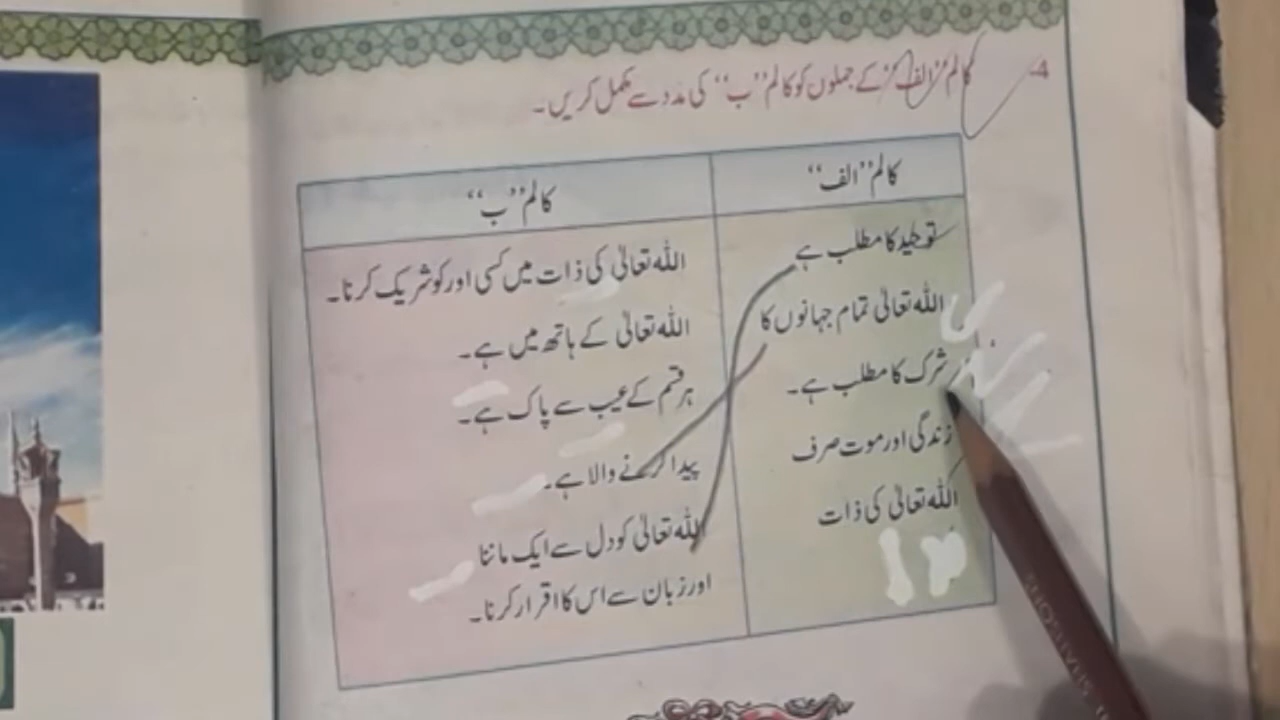 4- کالم ”الف“ کے جملوں کو کالم ”ب“ کی مدد سے مکمل کریں۔
کالم ”الف“
توحید کا مطلب ہے
اللہ تعالیٰ تمام جہانوں کا
شرک کا مطلب ہے۔
زندگی اور موت صرف
اللہ تعالیٰ کی ذات
کالم ”ب“
اللہ تعالیٰ کی ذات میں کسی اور کو شریک کرنا۔
اللہ تعالیٰ کے ہاتھ میں ہے۔
ہر قسم کے عیب سے پاک ہے۔
پیدا کرنے والا ہے۔
اللہ تعالیٰ کو دل سے ایک ماننا
اور زبان سے اس کا اقرار کرنا۔